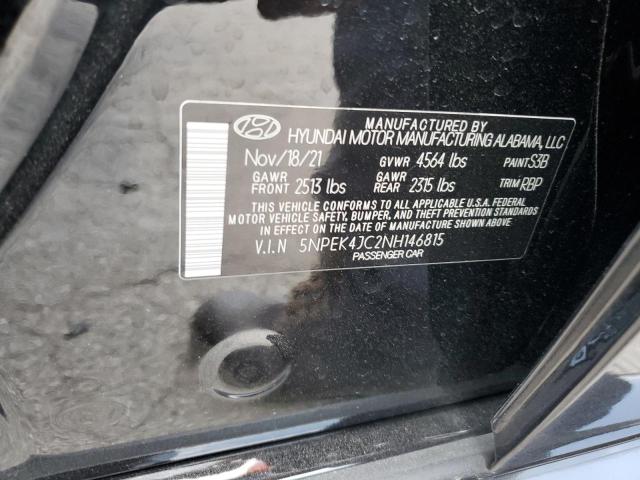 MANUFACTURED BY
HYUNDAI MOTOR MANUFACTURING ALABAMA, LLC
Nov/18/21 GVWR 4564 lbs PAINT S3B
GAWR FRONT 2513 lbs GAWR REAR 2315 lbs TRIM RBP
THIS VEHICLE CONFORMS TO ALL APPLICABLE FEDERAL
MOTOR VEHICLE SAFETY, BUMPER, AND THEFT PREVENTION STANDARDS
IN EFFECT ON THE DATE OF MANUFACTURE SHOWN ABOVE
V.I.N 5NPEK4JC2NH146815
PASSENGER CAR